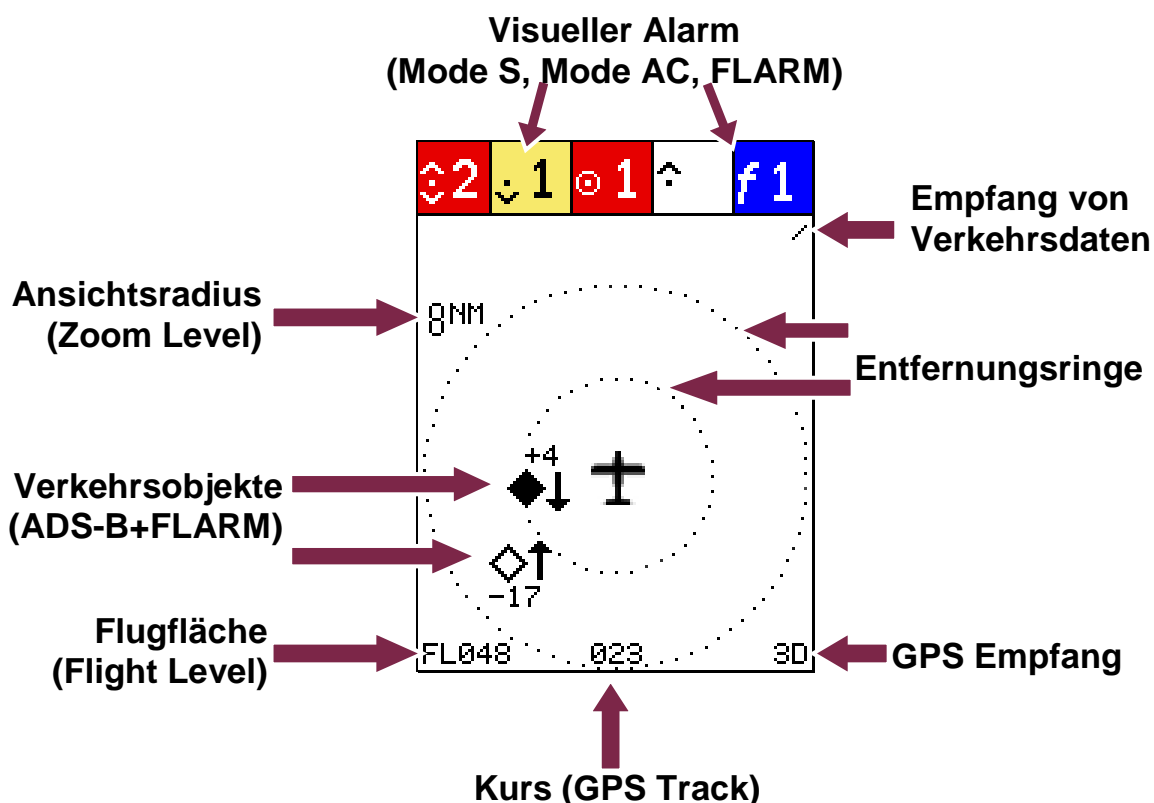 Visueller Alarm
(Mode S, Mode AC, FLARM)
2 1 1 f1
Empfang von
Verkehrsdaten
Ansichtsradius
(Zoom Level)
8NM
Entfernungsringe
+4
Verkehrsobjekte
(ADS-B+FLARM)
-17
Flugfläche
(Flight Level)
FL048 023 3D
GPS Empfang
Kurs (GPS Track)